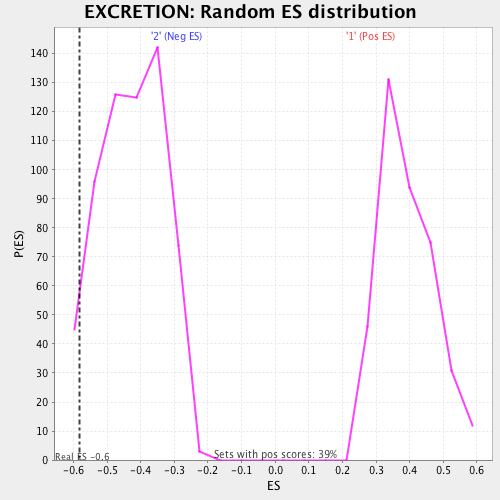 EXCRETION: Random ES distribution
'2' (Neg ES)
'1' (Pos ES)
140
130
120
110
100
90
80
70
60
50
40
30
20
10
0
P(ES)
Real ES -0.6
Sets with pos scores: 39%
-0.6 -0.5 -0.4 -0.3 -0.2 -0.1 0.0 0.1 0.2 0.3 0.4 0.5 0.6
ES